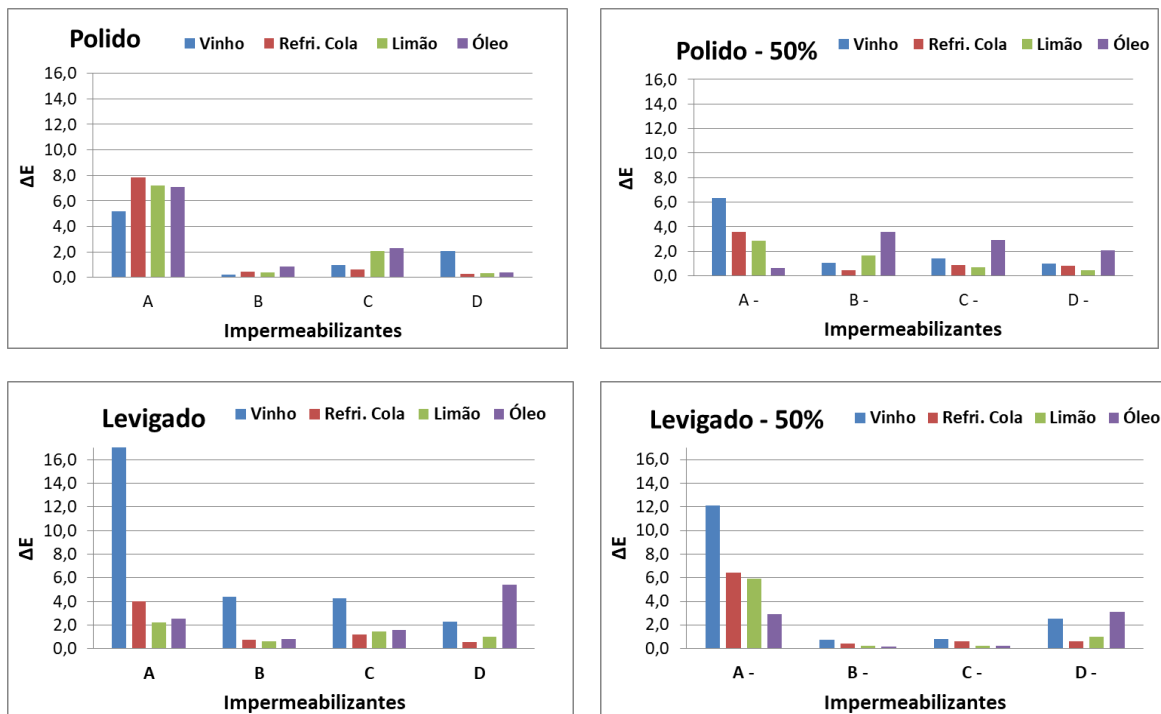 Polido Vinho Refri. Cola Limão Óleo
16,0
14,0
12,0
10,0
8,0
6,0
4,0
2,0
0,0
ΔE
A B C D
Impermeabilizantes
Polido - 50% Vinho Refri. Cola Limão Óleo
16,0
14,0
12,0
10,0
8,0
6,0
4,0
2,0
0,0
ΔE
A - B - C - D -
Impermeabilizantes
Levigado Vinho Refri. Cola Limão Óleo
16,0
14,0
12,0
10,0
8,0
6,0
4,0
2,0
0,0
ΔE
A B C D
Impermeabilizantes
Levigado - 50% Vinho Refri. Cola Limão Óleo
16,0
14,0
12,0
10,0
8,0
6,0
4,0
2,0
0,0
ΔE
A - B - C - D -
Impermeabilizantes